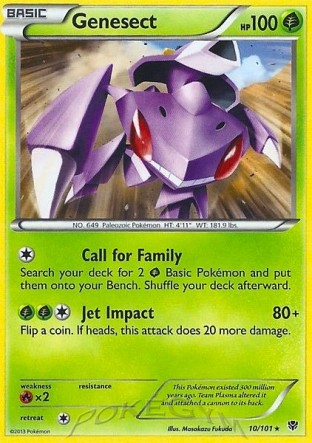 BASIC
Genesect
HP100
NO. 649 Paleozoic Pokémon HT: 4'11" WT: 181.9 lbs.
Call for Family
Search your deck for 2 Basic Pokémon and put
them onto your Bench. Shuffle your deck afterward.
Jet Impact 80+
Flip a coin. If heads, this attack does 20 more damage.
weakness
×2
resistance
retreat
This Pokémon existed 300 million
years ago. Team Plasma altered it
and attached a cannon to its back.
©2013 Pokémon
Illus. Masakazu Fukuda
10/101 ★